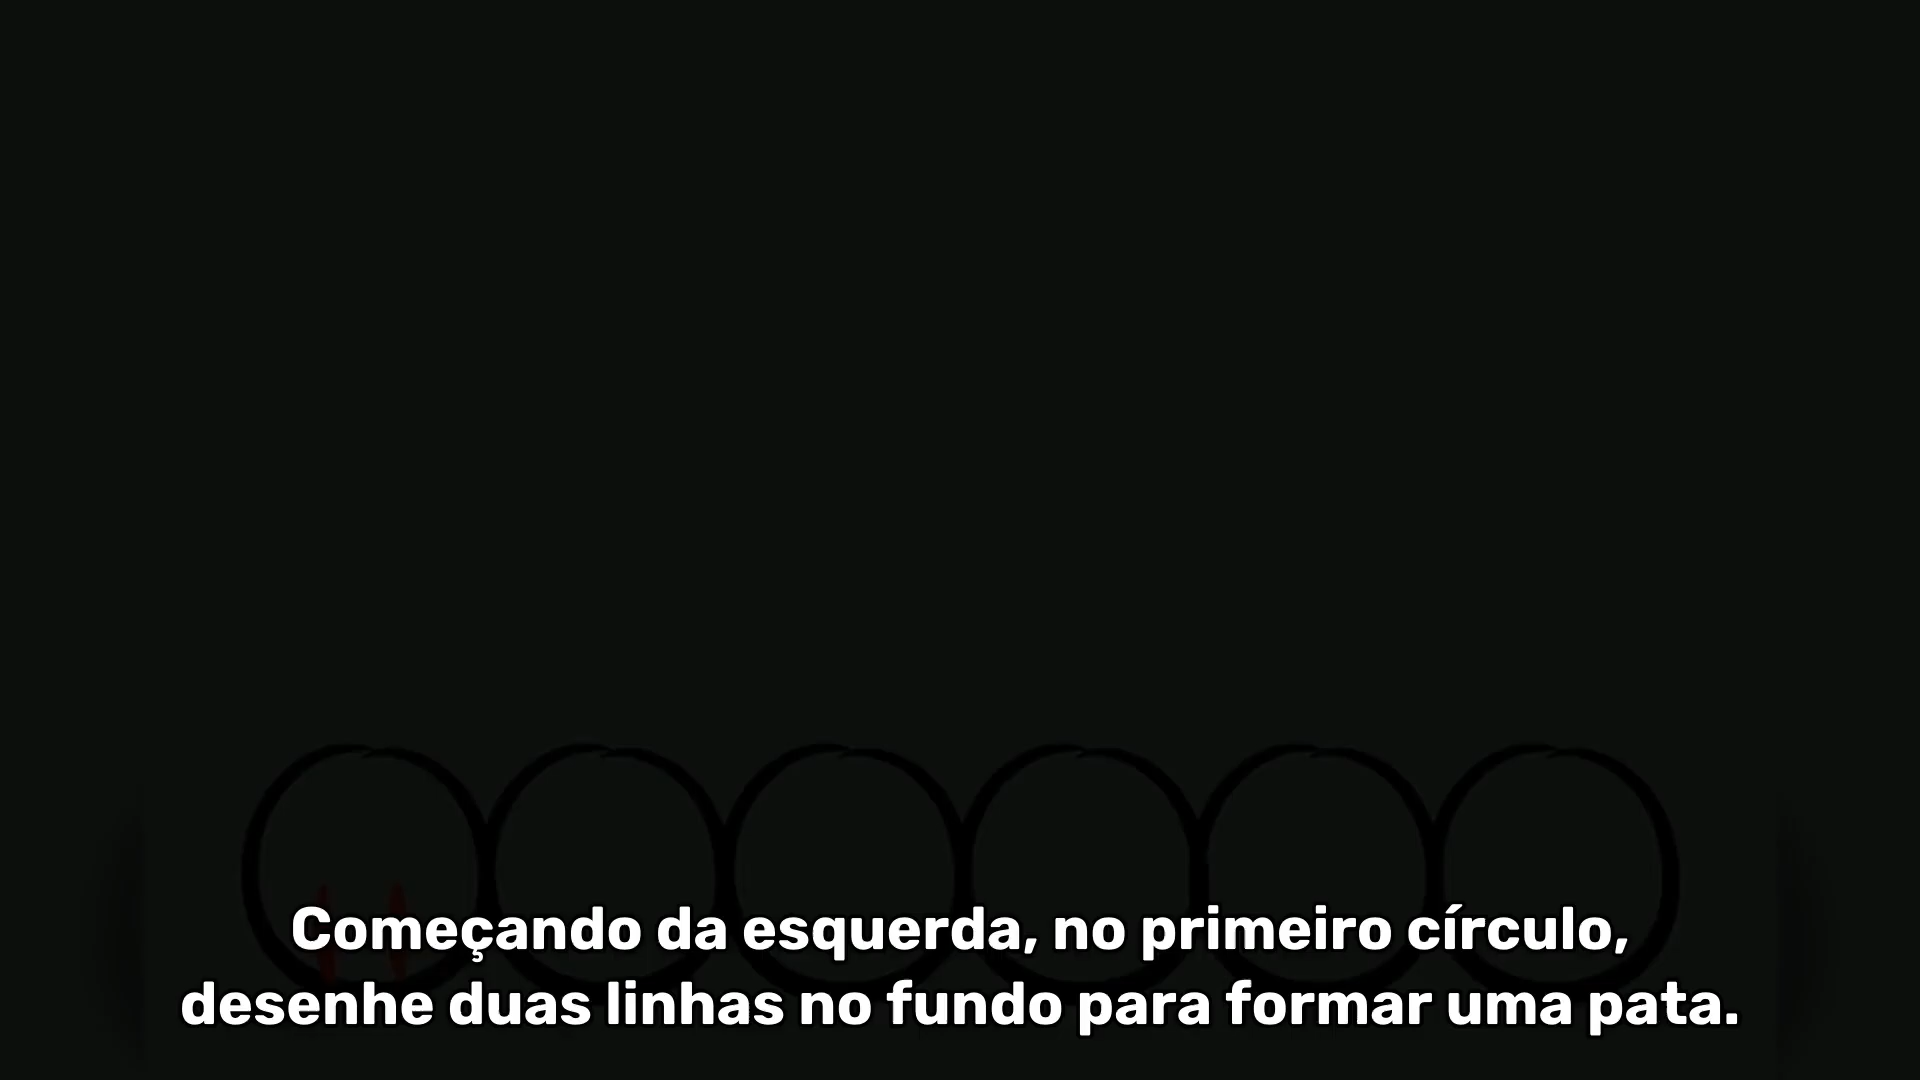 Começando da esquerda, no primeiro círculo,
desenhe duas linhas no fundo para formar uma pata.